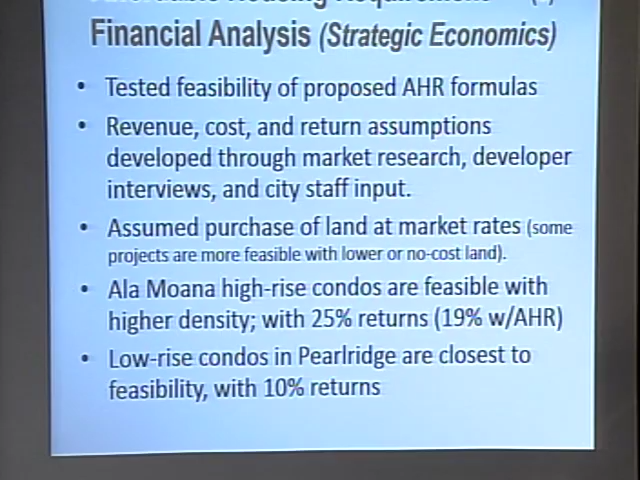 Financial Analysis (Strategic Economics)
• Tested feasibility of proposed AHR formulas
• Revenue, cost, and return assumptions
developed through market research, developer
interviews, and city staff input.
• Assumed purchase of land at market rates (some
projects are more feasible with lower or no-cost land).
• Ala Moana high-rise condos are feasible with
higher density; with 25% returns (19% w/AHR)
• Low-rise condos in Pearlridge are closest to
feasibility, with 10% returns